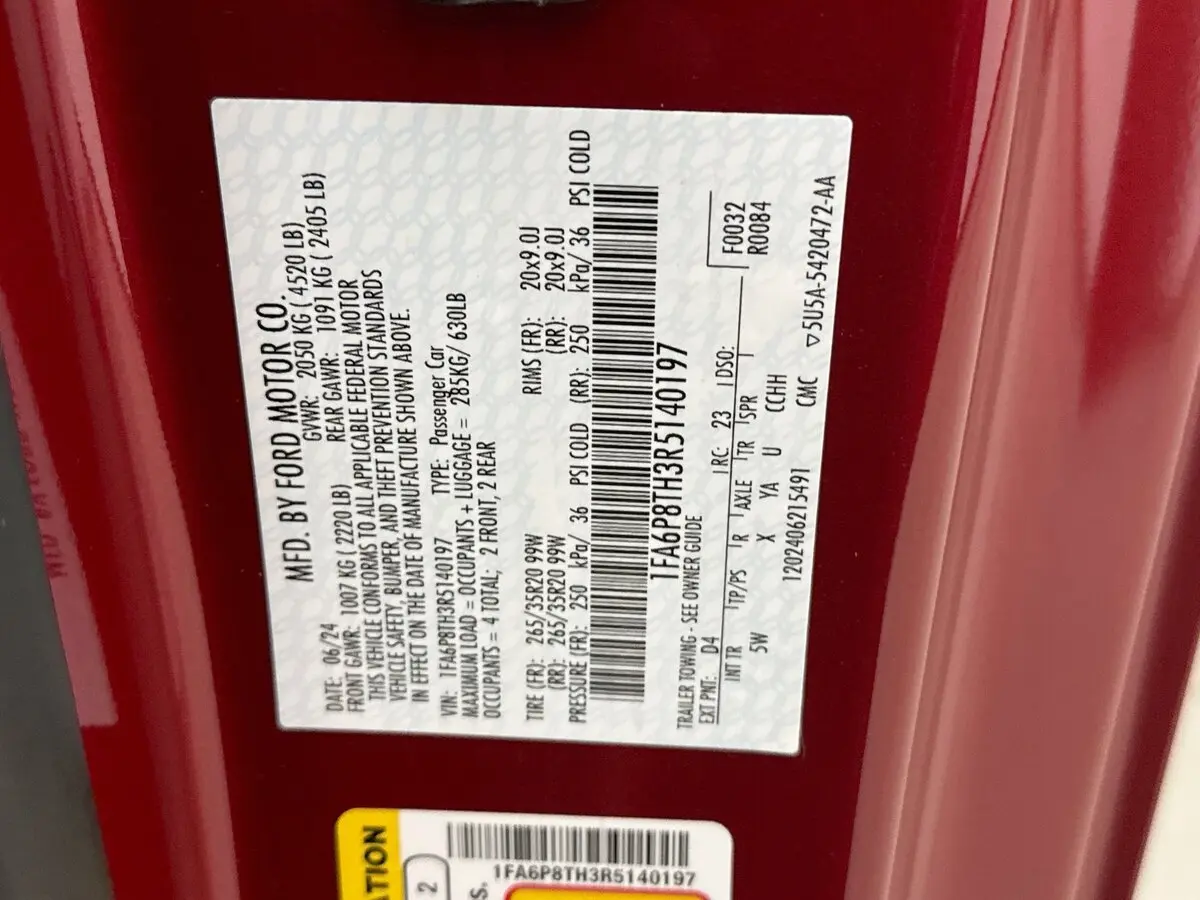 MFD. BY FORD MOTOR CO.
DATE: 06/24 GVWR: 2050 KG ( 4520 LB)
FRONT GAWR: 1007 KG ( 2220 LB) REAR GAWR: 1091 KG ( 2405 LB)
THIS VEHICLE CONFORMS TO ALL APPLICABLE FEDERAL MOTOR
VEHICLE SAFETY, BUMPER, AND THEFT PREVENTION STANDARDS
IN EFFECT ON THE DATE OF MANUFACTURE SHOWN ABOVE.
VIN: 1FA6P8TH3R5140197 TYPE: Passenger Car
MAXIMUM LOAD = OCCUPANTS + LUGGAGE = 285KG/ 630LB
OCCUPANTS = 4 TOTAL; 2 FRONT, 2 REAR
TIRE (FR): 265/35R20 99W RIMS (FR): 20x9.0J
(RR): 265/35R20 99W (RR): 20x9.0J
PRESSURE (FR): 250 kPa/ 36 PSI COLD (RR): 250 kPa/ 36 PSI COLD
1FA6P8TH3R5140197
TRAILER TOWING - SEE OWNER GUIDE
EXT PNT: D4 RC: 23 DSO: F0032
INT TR TP/PS R AXLE TR SPR R0084
5W X YA U CCHH
1202406215491 CMC ▽5U5A-5420472-AA
1FA6P8TH3R5140197
2